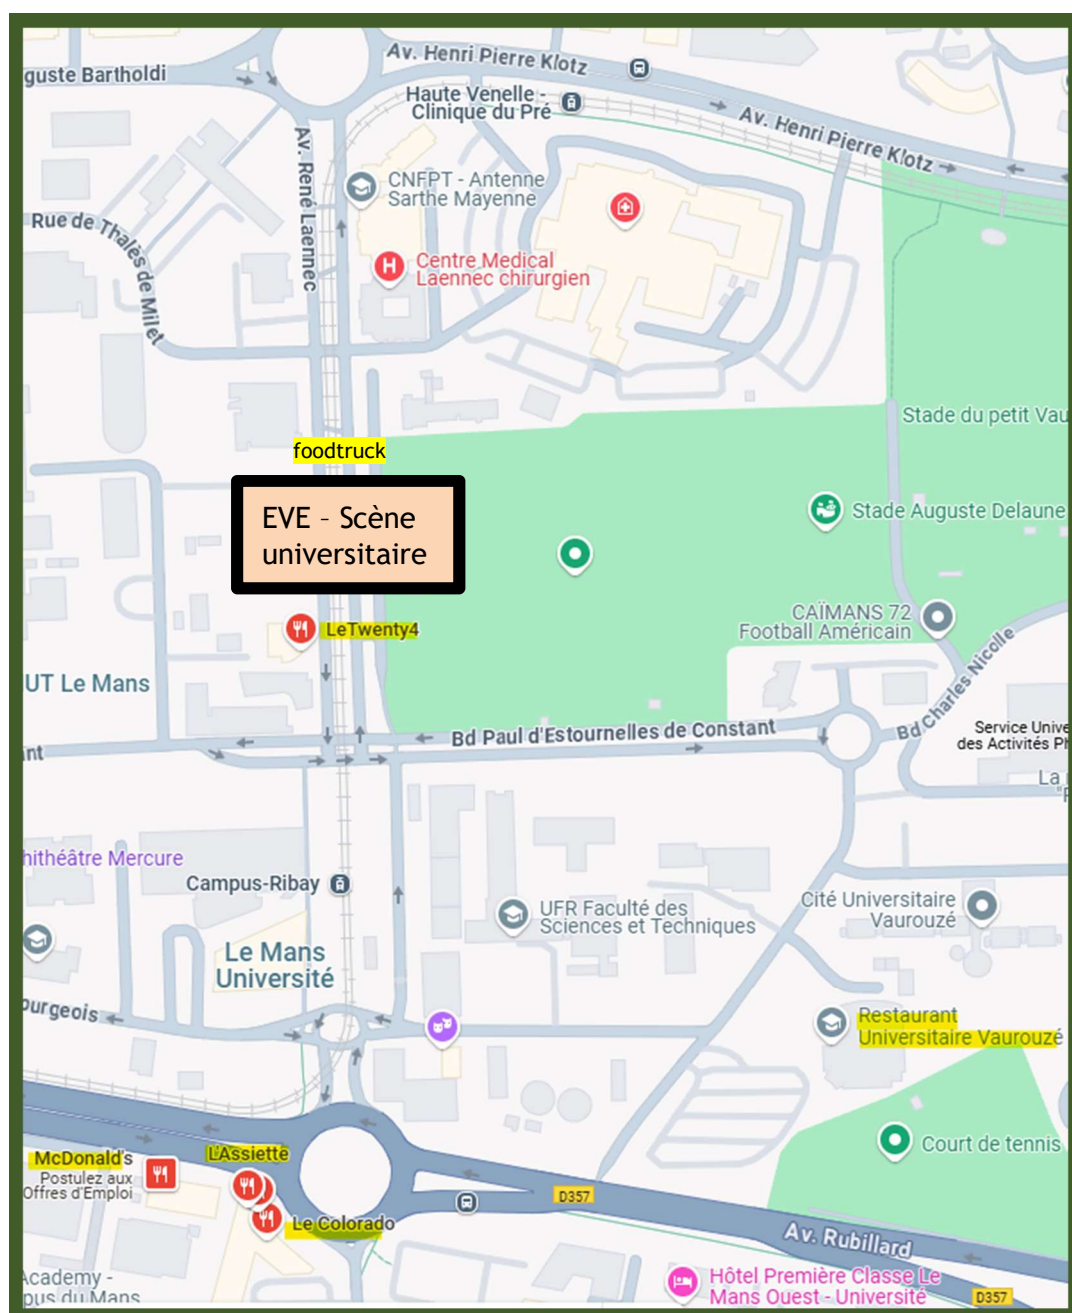 Av. Henri Pierre Klotz
guste Bartholdi
Haute Venelle -
Clinique du Pré
Av. Henri Pierre Klotz
Av. René Laennec
CNFPT - Antenne
Sarthe Mayenne
Rue de Thalès de Milet
Centre Medical
Laennec chirurgien
H
Stade du petit Vau
foodtruck
EVE – Scène
universitaire
Stade Auguste Delaune
CAÏMANS 72
Football Américain
LeTwenty4
Bd Charles Nicolle
UT Le Mans
Bd Paul d'Estournelles de Constant
Service Unive
des Activités Ph
nt
La
hithéâtre Mercure
Campus-Ribay
Cité Universitaire
Vaurouzé
UFR Faculté des
Sciences et Techniques
Le Mans
Université
ourgeois
Restaurant
Universitaire Vaurouzé
Court de tennis
L'Assiette
McDonald's
Postulez aux
Offres d'Emploi
D357
Le Colorado
Av. Rubillard
Academy -
pus du Mans
Hôtel Première Classe Le
Mans Ouest - Université
D357